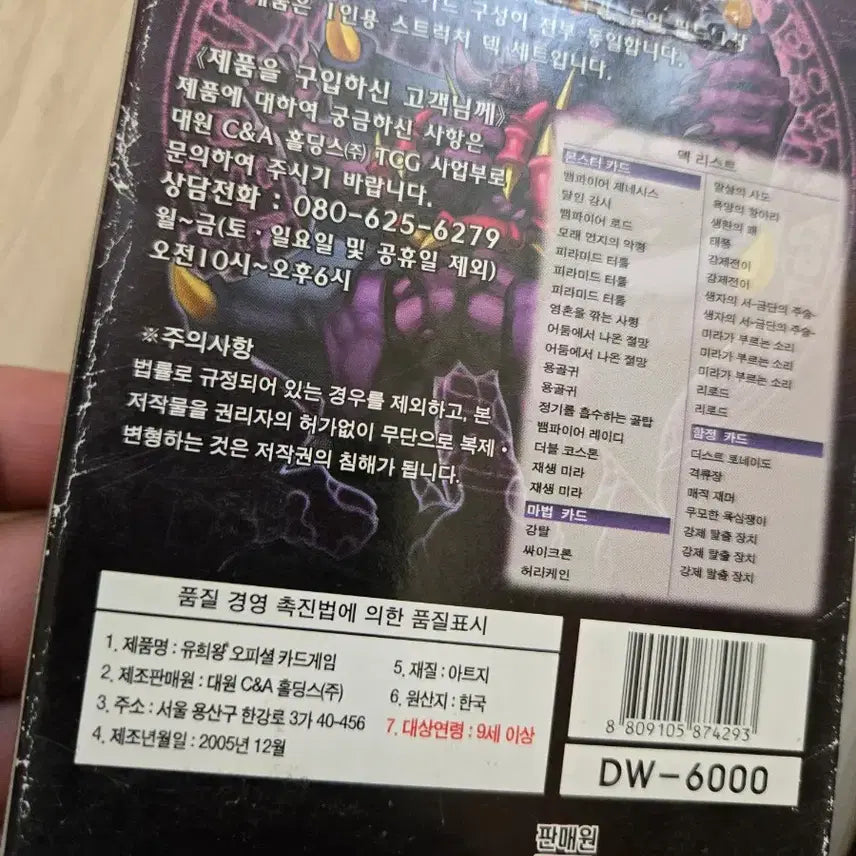 카드 구성이 전부 동일합니다.
제품은 1인용 스트럭처 덱 세트입니다.
《제품을 구입하신 고객님께》
제품에 대하여 궁금하신 사항은
대원 C&A 홀딩스(주) TCG 사업부로
문의하여 주시기 바랍니다.
상담전화 : 080-625-6279
월~금(토·일요일 및 공휴일 제외)
오전10시~오후6시
※주의사항
법률로 규정되어 있는 경우를 제외하고, 본
저작물을 권리자의 허가없이 무단으로 복제·
변형하는 것은 저작권의 침해가 됩니다.
덱 리스트
몬스터 카드
뱀파이어 제네시스
달인 강시
뱀파이어 로드
모래 먼지의 악령
피라미드 터틀
피라미드 터틀
피라미드 터틀
영혼을 깎는 사령
어둠에서 나온 절망
어둠에서 나온 절망
용골귀
용골귀
정기를 흡수하는 굴탑
뱀파이어 레이디
더블 코스톤
재생 미라
재생 미라
마법 카드
강탈
싸이크론
허리케인
말살의 사도
욕망의 항아리
생환의 패
태풍
강제전이
강제전이
생자의 서-금단의 주술-
생자의 서-금단의 주술-
미라가 부르는 소리
미라가 부르는 소리
미라가 부르는 소리
리로드
리로드
함정 카드
더스트 토네이도
격류장
매직 재머
무모한 욕심쟁이
강제 탈출 장치
강제 탈출 장치
강제 탈출 장치
품질 경영 촉진법에 의한 품질표시
1. 제품명 : 유희왕 오피셜 카드게임
2. 제조판매원 : 대원 C&A 홀딩스(주)
3. 주소 : 서울 용산구 한강로 3가 40-456
4. 제조년월일 : 2005년 12월
5. 재질 : 아트지
6. 원산지 : 한국
7. 대상연령 : 9세 이상
8 809105 874293
DW-6000
판매원